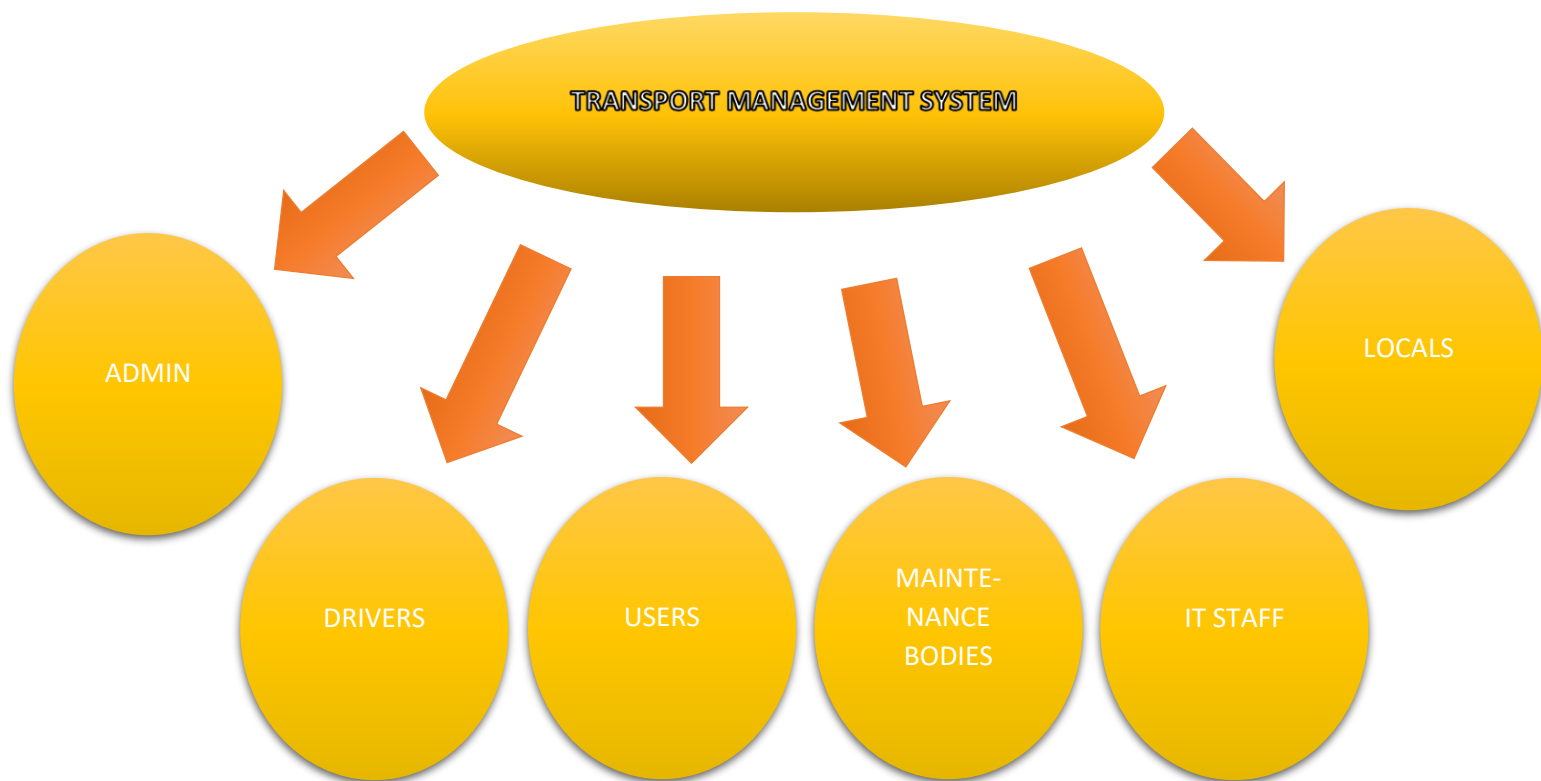 TRANSPORT MANAGEMENT SYSTEM
ADMIN
LOCALS
DRIVERS
USERS
MAINTE-
NANCE
BODIES
IT STAFF